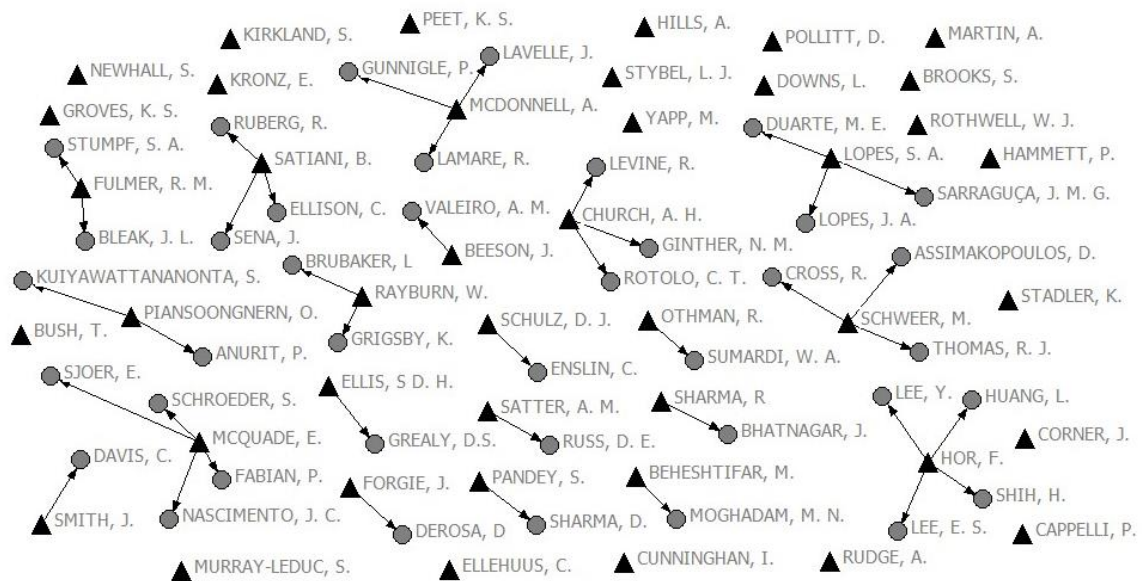 PEET, K. S.
HILLS, A.
KIRKLAND, S.
POLLITT, D.
MARTIN, A.
LAVELLE, J.
GUNNIGLE, P.
NEWHALL, S.
KRONZ, E.
STYBEL, L. J.
DOWNS, L.
BROOKS, S.
MCDONNELL, A.
GROVES, K. S.
RUBERG, R.
YAPP, M.
DUARTE, M. E.
ROTHWELL, W. J.
STUMPF, S. A.
SATIANI, B.
LAMARE, R.
LEVINE, R.
LOPES, S. A.
HAMMETT, P.
FULMER, R. M.
SARRAGUÇA, J. M. G.
ELLISON, C.
VALEIRO, A. M.
CHURCH, A. H.
LOPES, J. A.
BLEAK, J. L.
SENA, J.
BEESON, J.
GINTHER, N. M.
ASSIMAKOPOULOS, D.
BRUBAKER, L
KUIYAWATTANANONTA, S.
ROTOLO, C. T.
CROSS, R.
RAYBURN, W.
STADLER, K.
PIANSOONGNERN, O.
SCHULZ, D. J.
OTHMAN, R.
SCHWEER, M.
BUSH, T.
GRIGSBY, K.
ANURIT, P.
SUMARDI, W. A.
THOMAS, R. J.
SJOER, E.
ENSLIN, C.
ELLIS, S D. H.
SCHROEDER, S.
SHARMA, R
LEE, Y.
HUANG, L.
SATTER, A. M.
MCQUADE, E.
GREALY, D.S.
RUSS, D. E.
BHATNAGAR, J.
CORNER, J.
DAVIS, C.
HOR, F.
FABIAN, P.
FORGIE, J.
PANDEY, S.
BEHESHTIFAR, M.
SHIH, H.
SMITH, J.
NASCIMENTO, J. C.
DEROSA, D
SHARMA, D.
MOGHADAM, M. N.
LEE, E. S.
CAPPELLI, P.
MURRAY-LEDUC, S.
ELLEHUUS, C.
CUNNINGHAN, I.
RUDGE, A.